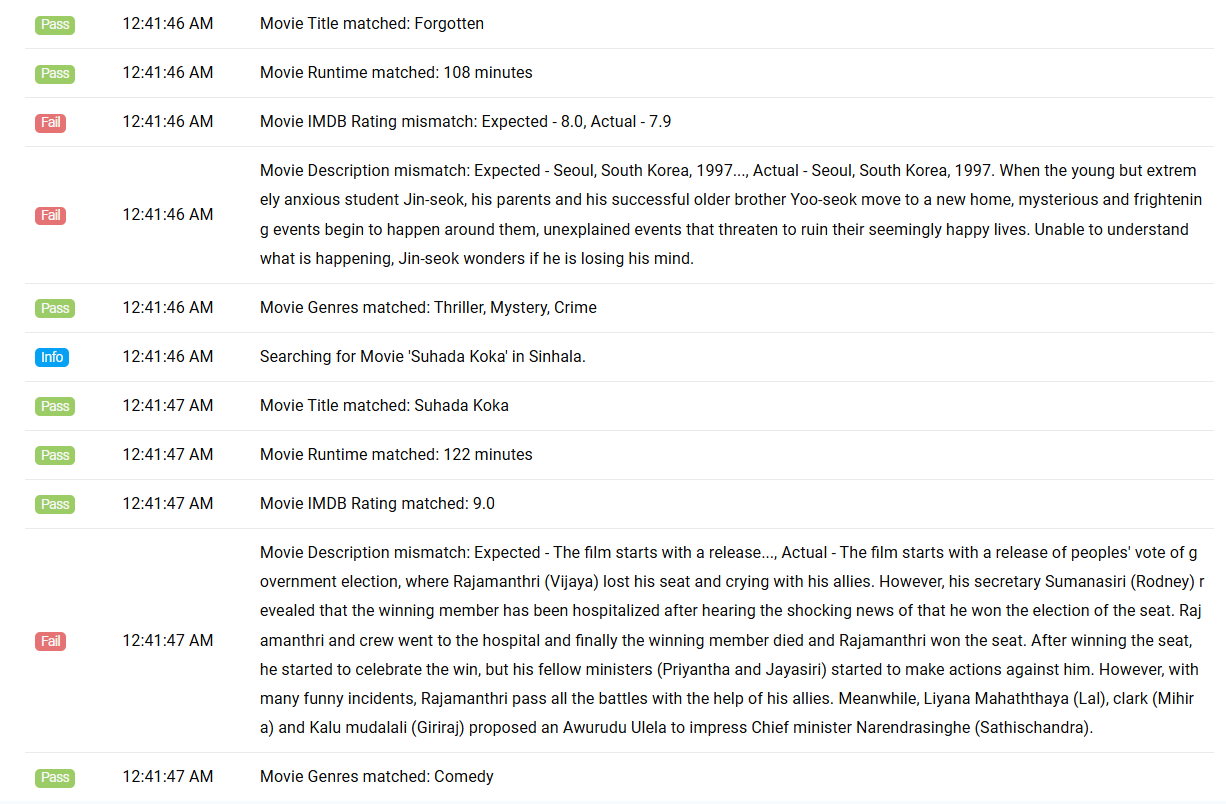 Pass 12:41:46 AM Movie Title matched: Forgotten
Pass 12:41:46 AM Movie Runtime matched: 108 minutes
Fail 12:41:46 AM Movie IMDB Rating mismatch: Expected - 8.0, Actual - 7.9
Movie Description mismatch: Expected - Seoul, South Korea, 1997..., Actual - Seoul, South Korea, 1997. When the young but extrem
ely anxious student Jin-seok, his parents and his successful older brother Yoo-seok move to a new home, mysterious and frightenin
Fail 12:41:46 AM
g events begin to happen around them, unexplained events that threaten to ruin their seemingly happy lives. Unable to understand
what is happening, Jin-seok wonders if he is losing his mind.
Pass 12:41:46 AM Movie Genres matched: Thriller, Mystery, Crime
Info 12:41:46 AM Searching for Movie 'Suhada Koka' in Sinhala.
Pass 12:41:47 AM Movie Title matched: Suhada Koka
Pass 12:41:47 AM Movie Runtime matched: 122 minutes
Pass 12:41:47 AM Movie IMDB Rating matched: 9.0
Movie Description mismatch: Expected - The film starts with a release..., Actual - The film starts with a release of peoples' vote of g
overnment election, where Rajamanthri (Vijaya) lost his seat and crying with his allies. However, his secretary Sumanasiri (Rodney) r
evealed that the winning member has been hospitalized after hearing the shocking news of that he won the election of the seat. Raj
Fail 12:41:47 AM amanthri and crew went to the hospital and finally the winning member died and Rajamanthri won the seat. After winning the seat,
he started to celebrate the win, but his fellow ministers (Priyantha and Jayasiri) started to make actions against him. However, with
many funny incidents, Rajamanthri pass all the battles with the help of his allies. Meanwhile, Liyana Mahaththaya (Lal), clark (Mihir
a) and Kalu mudalali (Giriraj) proposed an Awurudu Ulela to impress Chief minister Narendrasinghe (Sathischandra).
Pass 12:41:47 AM Movie Genres matched: Comedy